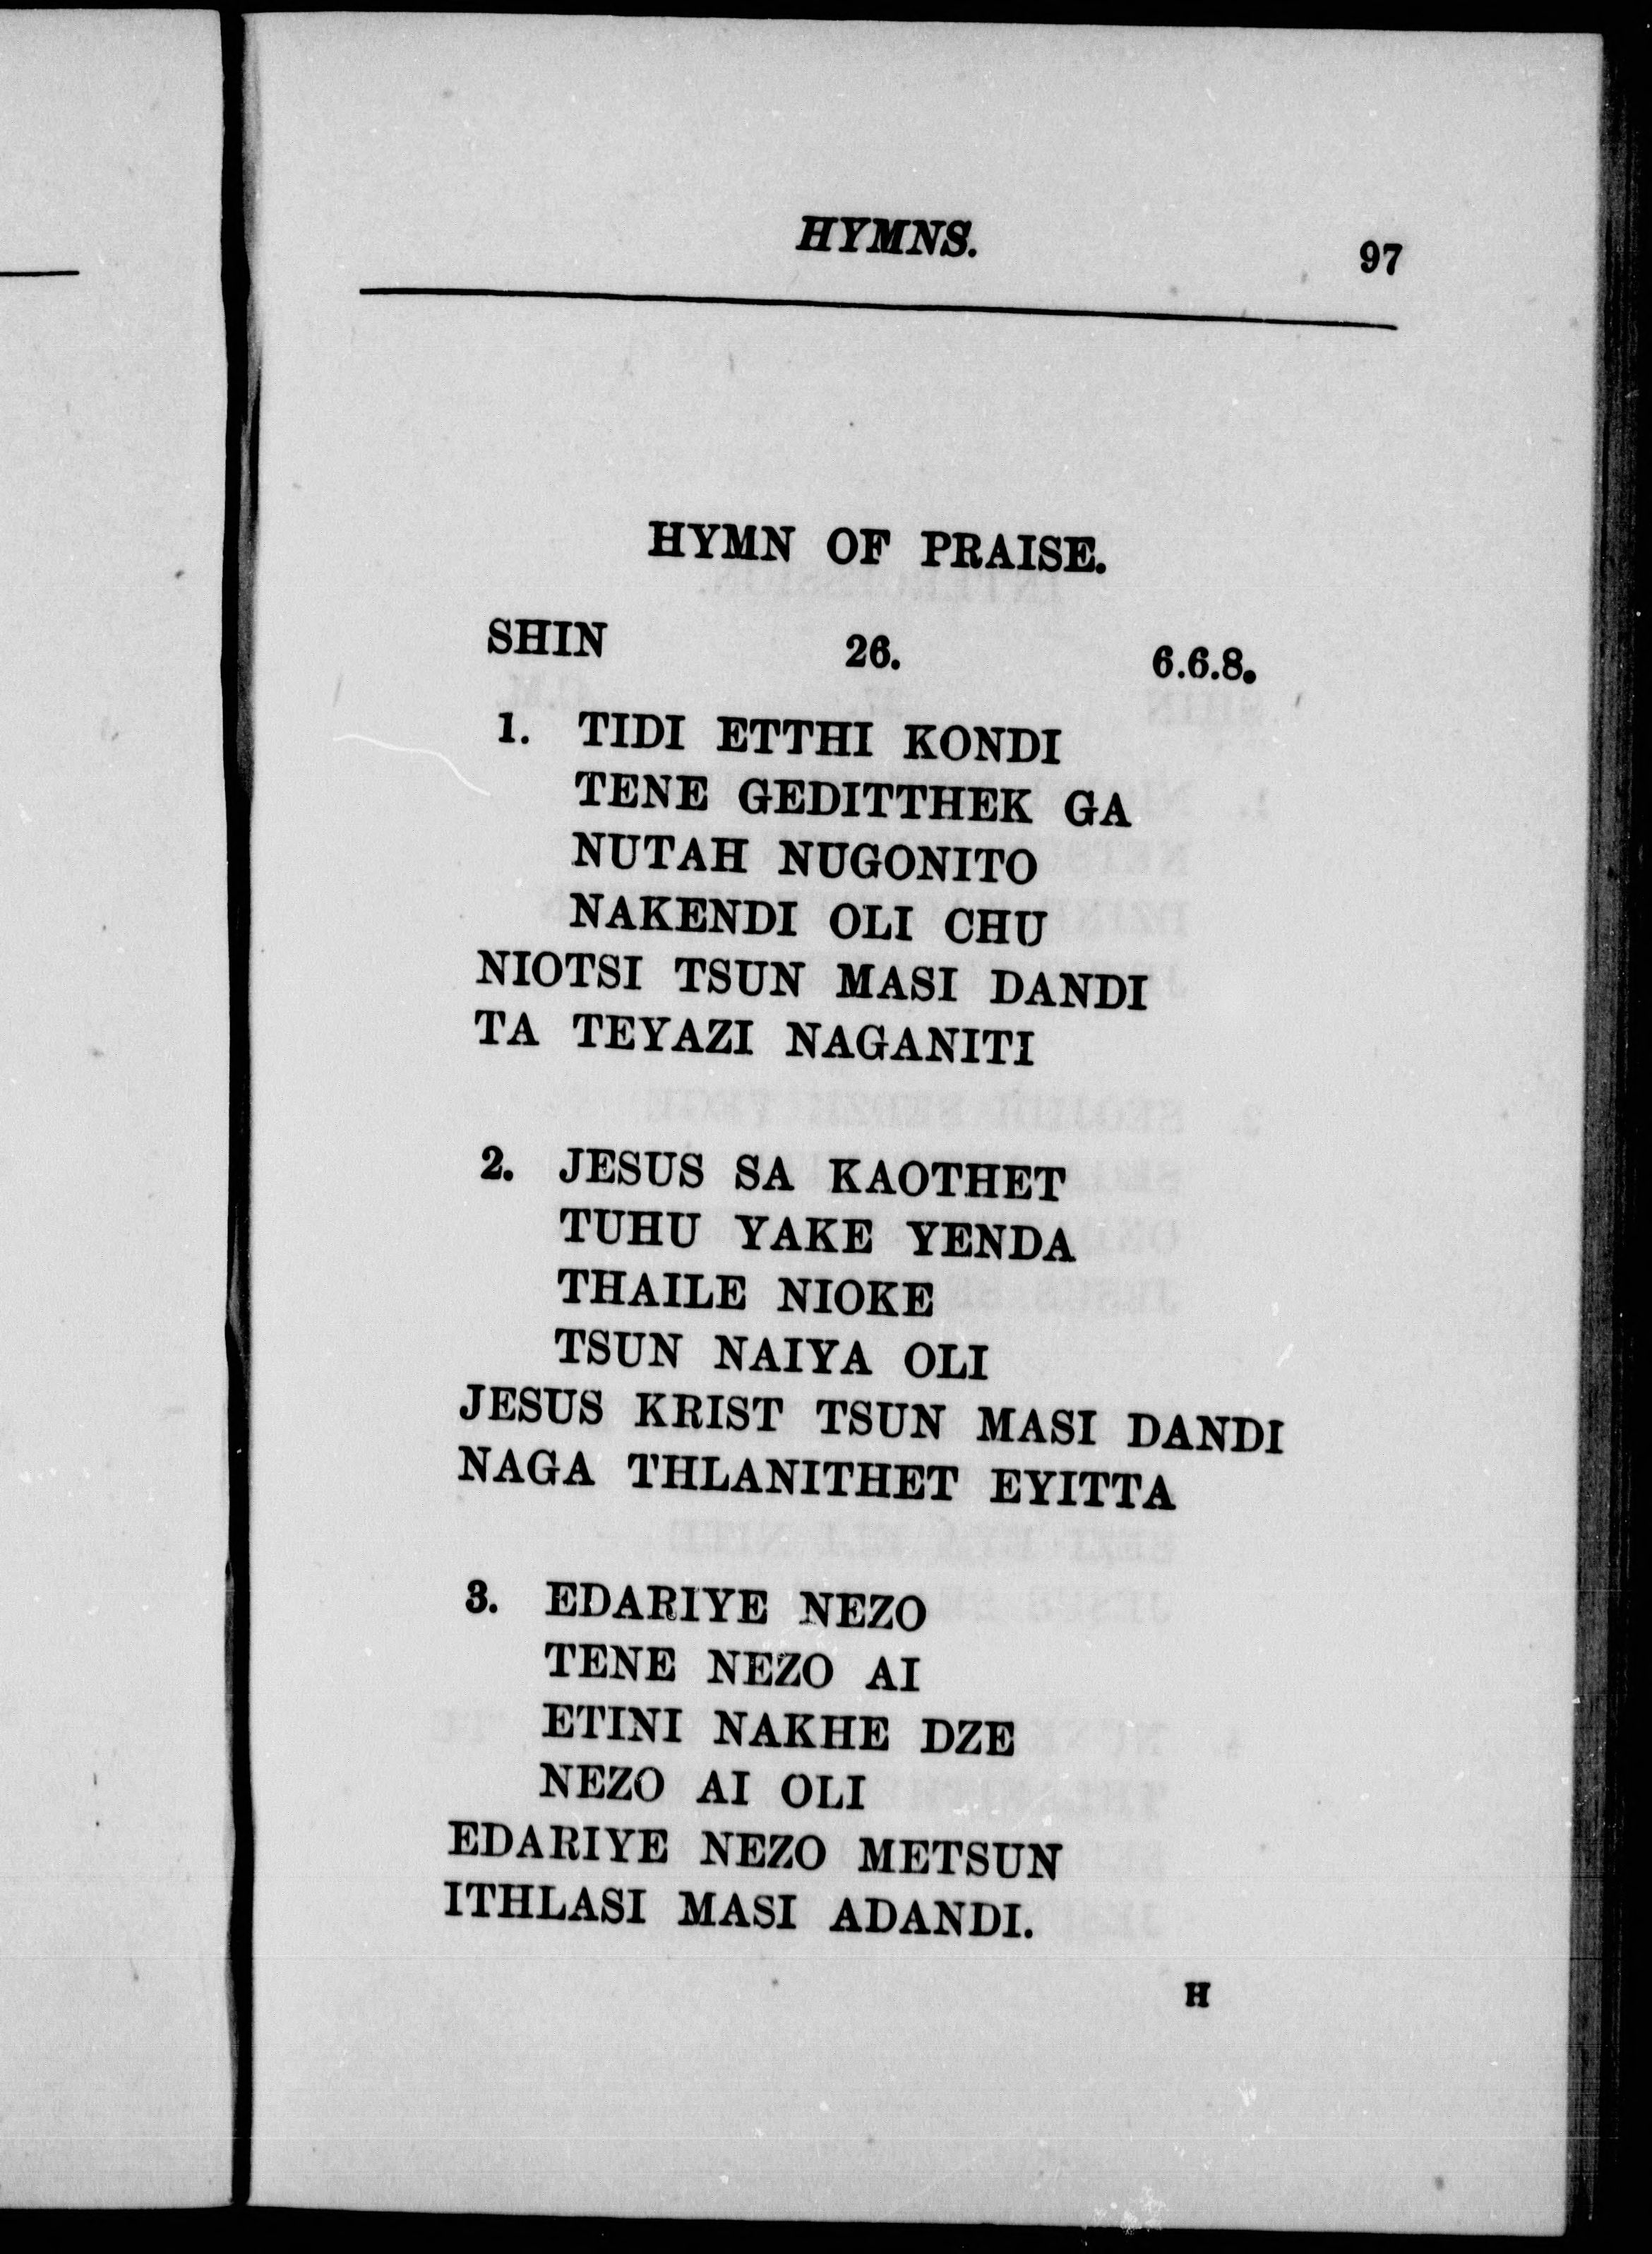 HYMNS. 97
HYMN OF PRAISE.
SHIN 26. 6.6.8.
1. TIDI ETTHI KONDI
TENE GEDITTHEK GA
NUTAH NUGONITO
NAKENDI OLI CHU
NIOTSI TSUN MASI DANDI
TA TEYAZI NAGANITI
2. JESUS SA KAOTHET
TUHU YAKE YENDA
THAILE NIOKE
TSUN NAIYA OLI
JESUS KRIST TSUN MASI DANDI
NAGA THLANITHET EYITTA
3. EDARIYE NEZO
TENE NEZO AI
ETINI NAKHE DZE
NEZO AI OLI
EDARIYE NEZO METSUN
ITHLASI MASI ADANDI.
H